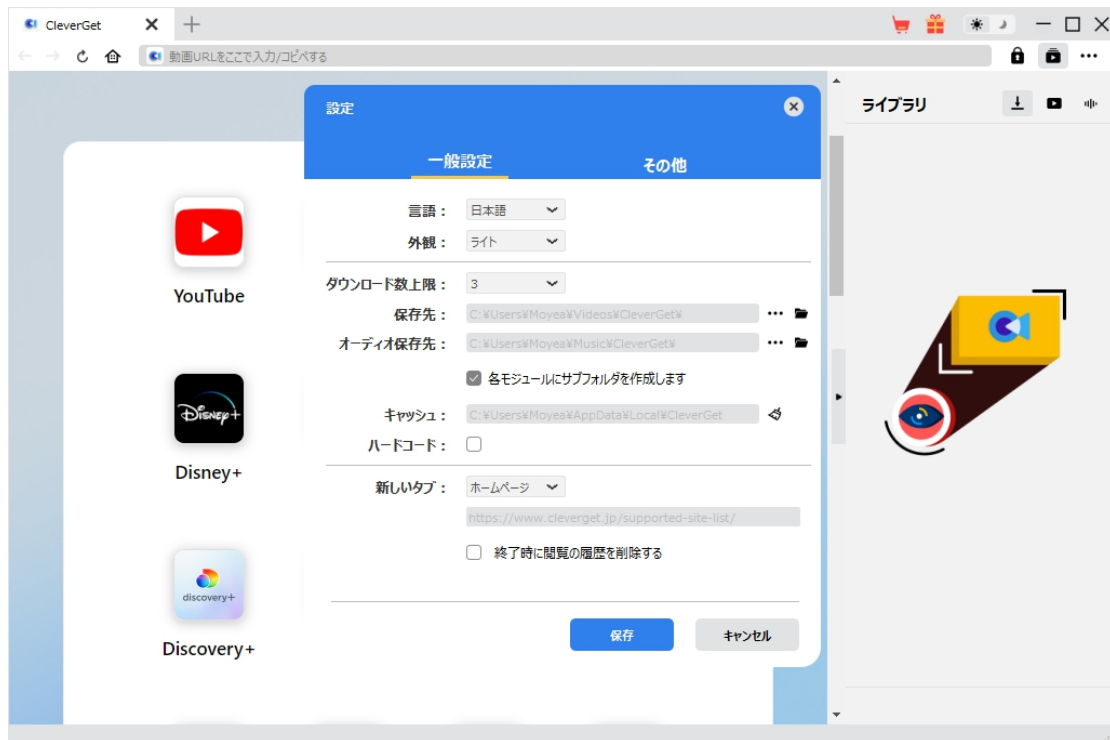 CleverGet
動画URLをここで入力/コピペする
設定
一般設定 その他
言語： 日本語
外観： ライト
ダウンロード数上限： 3
保存先： C:¥Users¥Moyea¥Videos¥CleverGet¥
オーディオ保存先： C:¥Users¥Moyea¥Music¥CleverGet¥
各モジュールにサブフォルダを作成します
キャッシュ： C:¥Users¥Moyea¥AppData¥Local¥CleverGet
ハードコード：
新しいタブ： ホームページ
https://www.cleverget.jp/supported-site-list/
終了時に閲覧の履歴を削除する
保存 キャンセル
YouTube
Disney+
Disney+
discovery+
Discovery+
ライブラリ